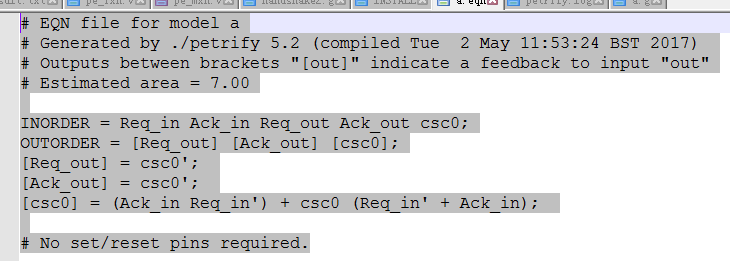 pe_rxn.v pe_mxn.v handshake2.g INSTALL a.eqn petrify.log a.g
# EQN file for model a
# Generated by ./petrify 5.2 (compiled Tue  2 May 11:53:24 BST 2017)
# Outputs between brackets "[out]" indicate a feedback to input "out"
# Estimated area = 7.00
INORDER = Req_in Ack_in Req_out Ack_out csc0;
OUTORDER = [Req_out] [Ack_out] [csc0];
[Req_out] = csc0';
[Ack_out] = csc0';
[csc0] = (Ack_in Req_in') + csc0 (Req_in' + Ack_in);
# No set/reset pins required.